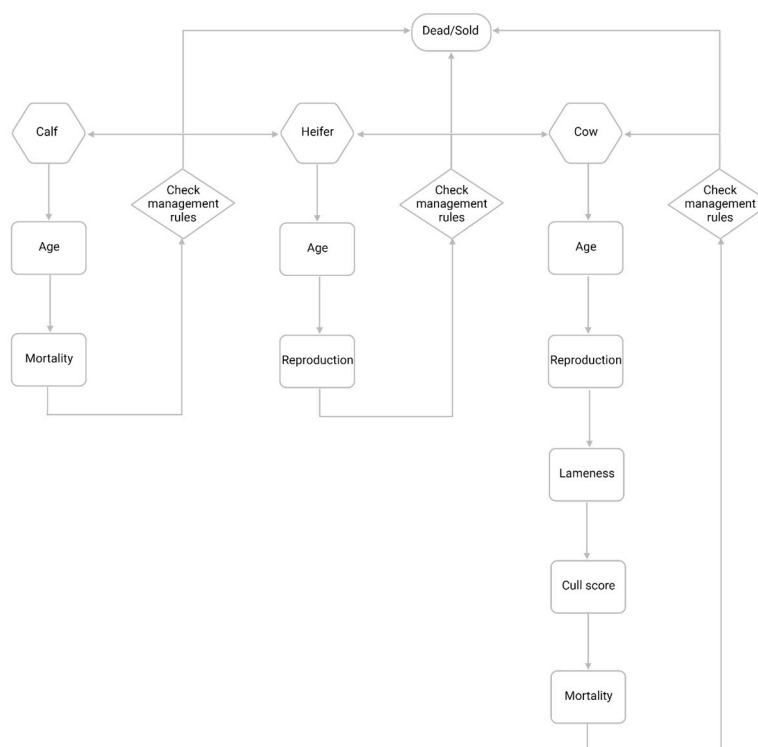 Dead/Sold
Calf
Heifer
Cow
Check
management
rules
Check
management
rules
Check
management
rules
Age
Age
Age
Mortality
Reproduction
Reproduction
Lameness
Cull score
Mortality